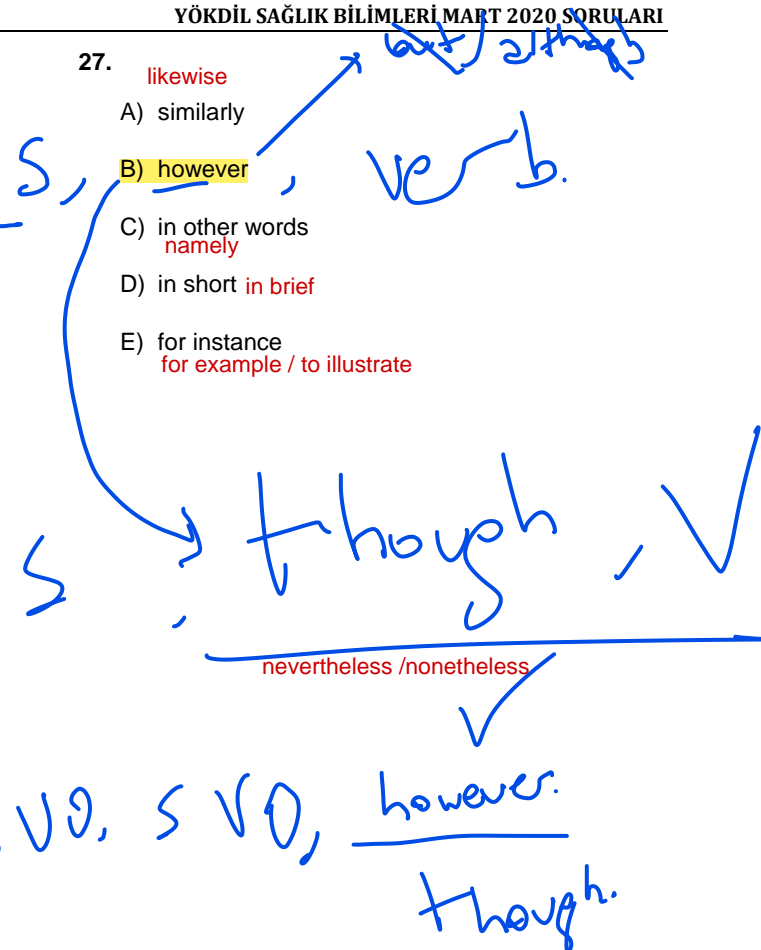 YÖKDİL SAĞLIK BİLİMLERİ MART 2020 SORULARI
but / although
27.
likewise
A) similarly
S, , verb.
B) however
C) in other words
namely
D) in short in brief
E) for instance
for example / to illustrate
S , though , V
nevertheless /nonetheless
VO. S VO, however.
though.